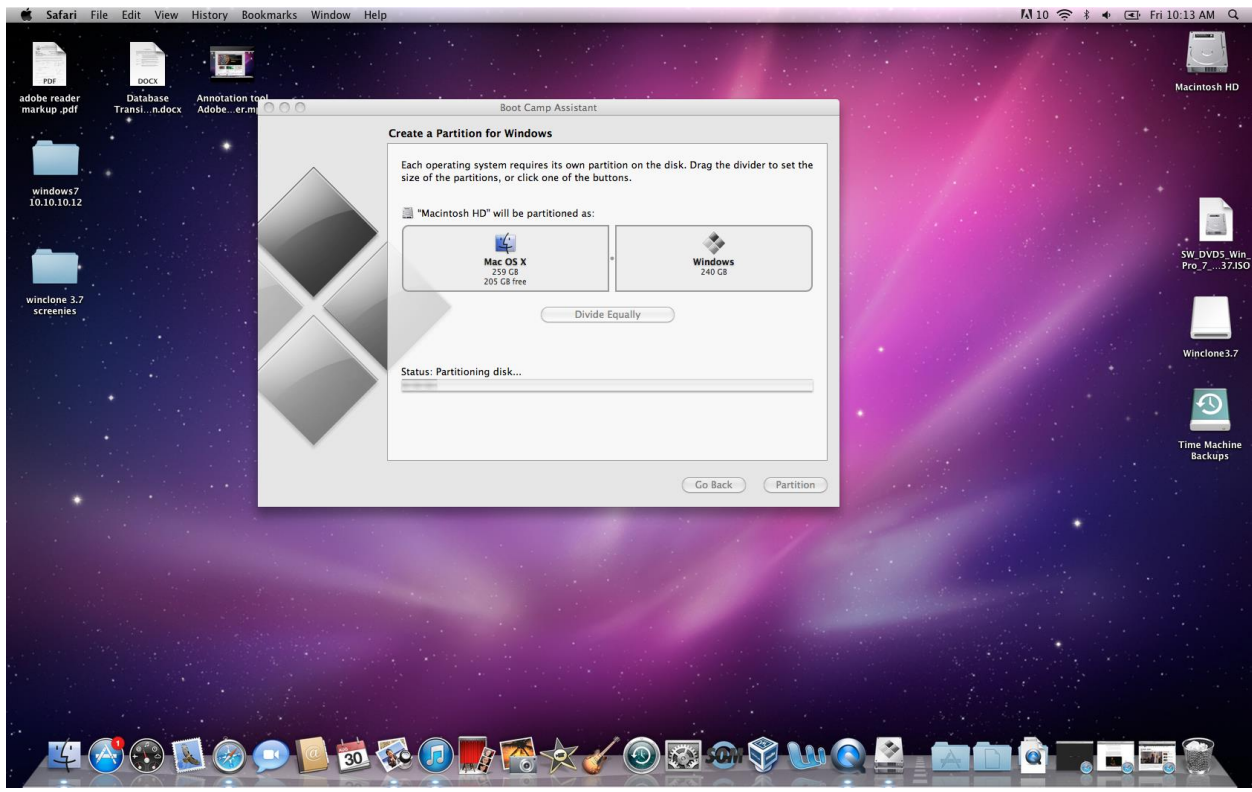 Safari File Edit View History Bookmarks Window Help
10 Fri 10:13 AM
PDF
adobe reader
markup .pdf
DOCX
Database
Transi...n.docx
Annotation tool
Adobe...er.m
windows7
10.10.10.12
winclone 3.7
screenies
Boot Camp Assistant
Create a Partition for Windows
Each operating system requires its own partition on the disk. Drag the divider to set the
size of the partitions, or click one of the buttons.
"Macintosh HD" will be partitioned as:
Mac OS X
259 GB
205 GB free
Windows
240 GB
Divide Equally
Status: Partitioning disk...
Go Back Partition
Macintosh HD
SW_DVD5_Win_
Pro_7_...37.ISO
Winclone3.7
Time Machine
Backups
1
30
SQM